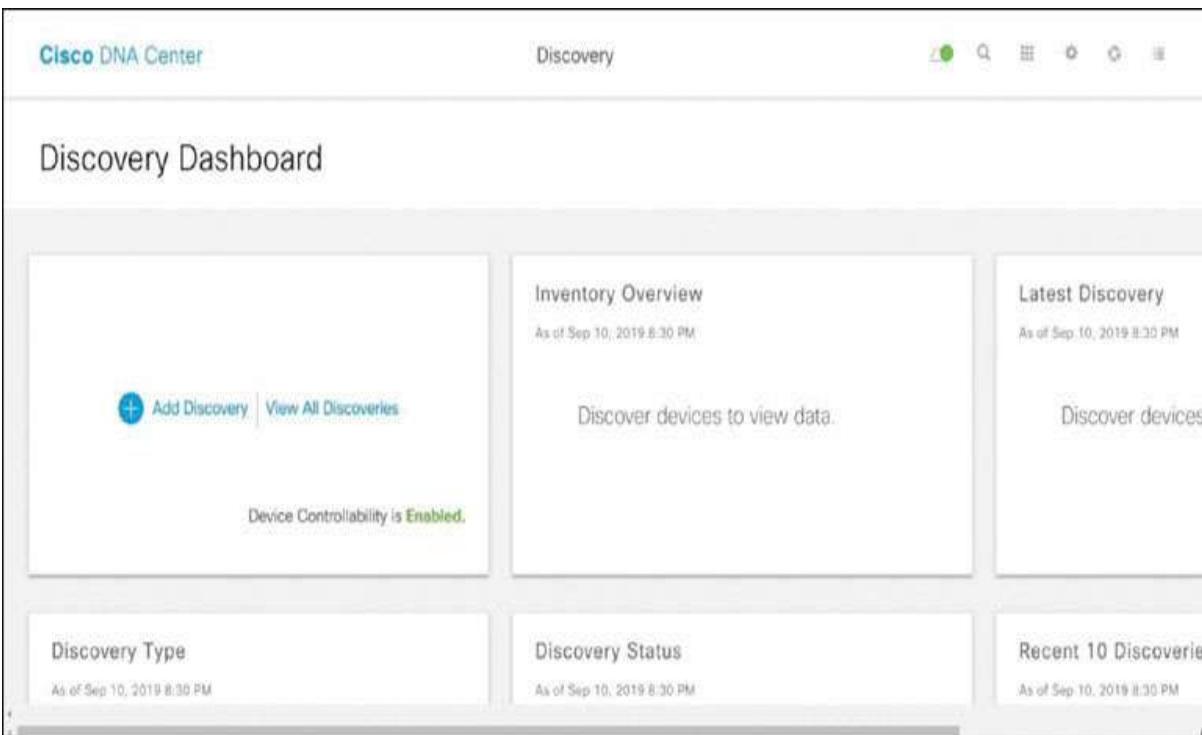 Cisco DNA Center
Discovery
Discovery Dashboard
Add Discovery
View All Discoveries
Device Controllability is Enabled.
Inventory Overview
As of Sep 10, 2019 8:30 PM
Discover devices to view data.
Latest Discovery
As of Sep 10, 2019 8:30 PM
Discover devices
Discovery Type
As of Sep 10, 2019 8:30 PM
Discovery Status
As of Sep 10, 2019 8:30 PM
Recent 10 Discoverie
As of Sep 10, 2019 8:30 PM